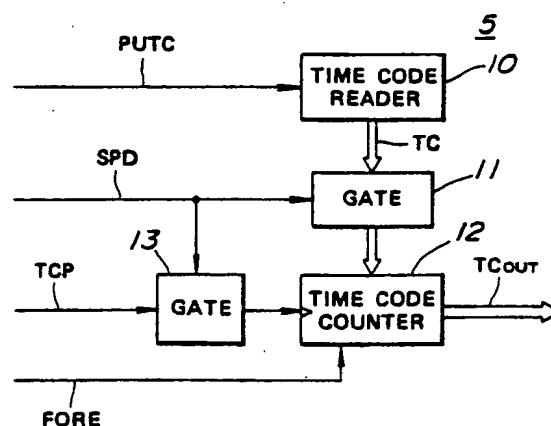 5
PUTC
TIME CODE
READER
10
TC
SPD
GATE
11
13
12
TCP
GATE
TIME CODE
COUNTER
TCOUT
FORE